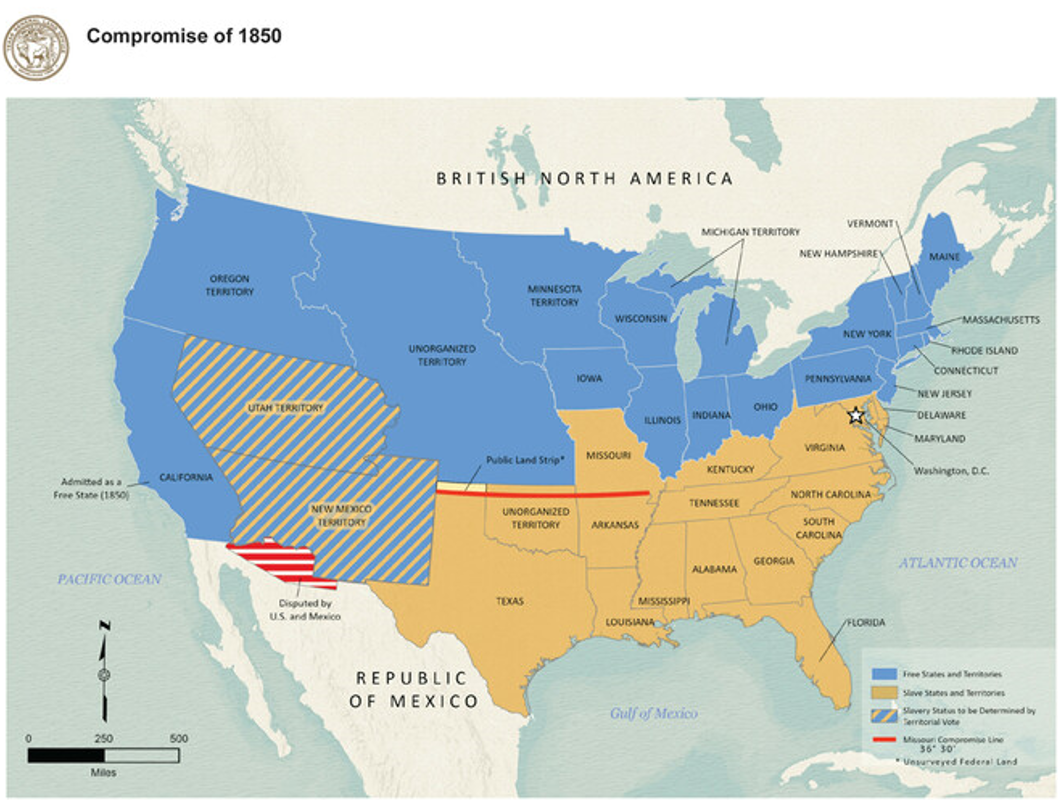 Compromise of 1850
BRITISH NORTH AMERICA
VERMONT
MICHIGAN TERRITORY
NEW HAMPSHIRE
MAINE
OREGON
TERRITORY
MINNESOTA
TERRITORY
WISCONSIN
MASSACHUSETTS
NEW YORK
RHODE ISLAND
UNORGANIZED
TERRITORY
CONNECTICUT
IOWA
PENNSYLVANIA
NEW JERSEY
UTAH TERRITORY
ILLINOIS
INDIANA
OHIO
DELAWARE
MARYLAND
VIRGINIA
MISSOURI
Public Land Strip*
KENTUCKY
Washington, D.C.
CALIFORNIA
Admitted as a
Free State (1850)
NEW MEXICO
TERRITORY
UNORGANIZED
TERRITORY
ARKANSAS
TENNESSEE
NORTH CAROLINA
SOUTH
CAROLINA
ALABAMA
GEORGIA
ATLANTIC OCEAN
PACIFIC OCEAN
Disputed by
U.S. and Mexico
TEXAS
MISSISSIPPI
LOUISIANA
FLORIDA
REPUBLIC
OF MEXICO
Gulf of Mexico
N
0 250 500
Miles
Free States and Territories
Slave States and Territories
Slavery Status to be Determined by
Territorial Vote
Missouri Compromise Line
36° 30'
* Unsurveyed Federal Land